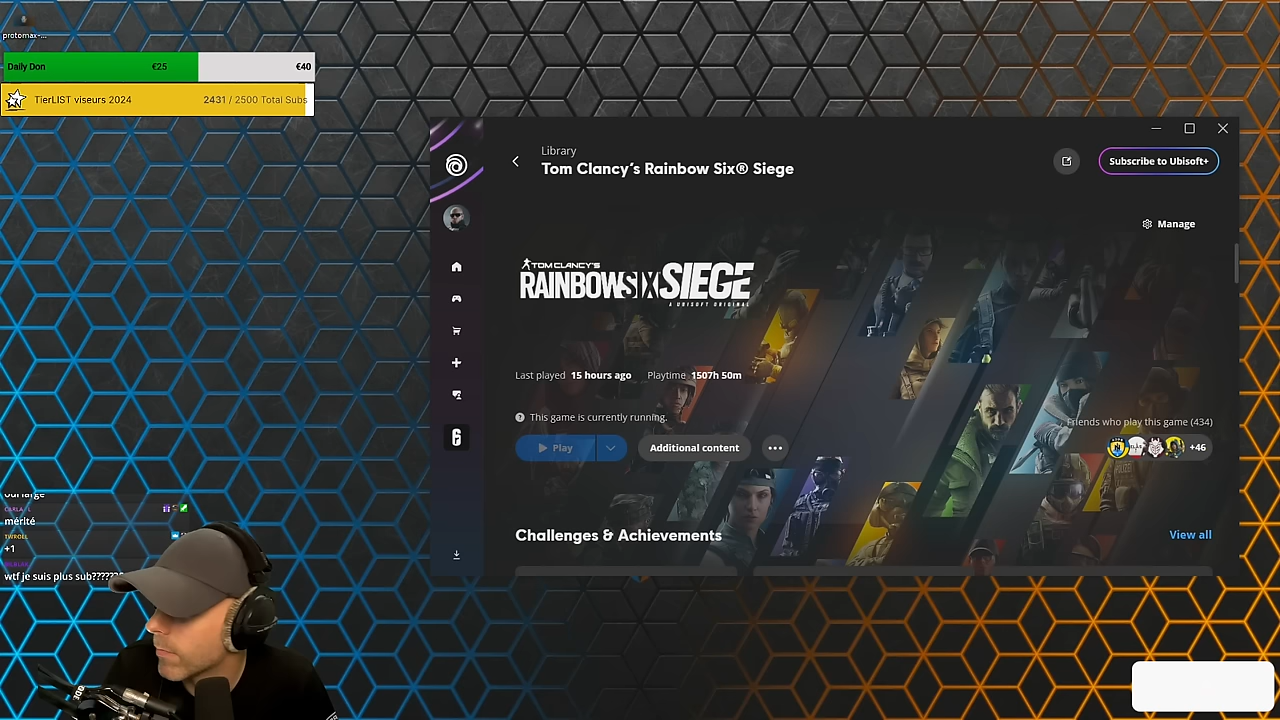 protomax-...
Daily Don €25 €40
TierLIST viseurs 2024 2431 / 2500 Total Subs
Library
Tom Clancy's Rainbow Six® Siege
Subscribe to Ubisoft+
Manage
TOM CLANCY'S
RAINBOWSIX SIEGE
A UBISOFT ORIGINAL
Last played 15 hours ago Playtime 1507h 50m
This game is currently running.
Friends who play this game (434)
Play
Additional content
+46
Challenges & Achievements
View all
mérité
TWROLL
+1
wtf je suis plus sub??????